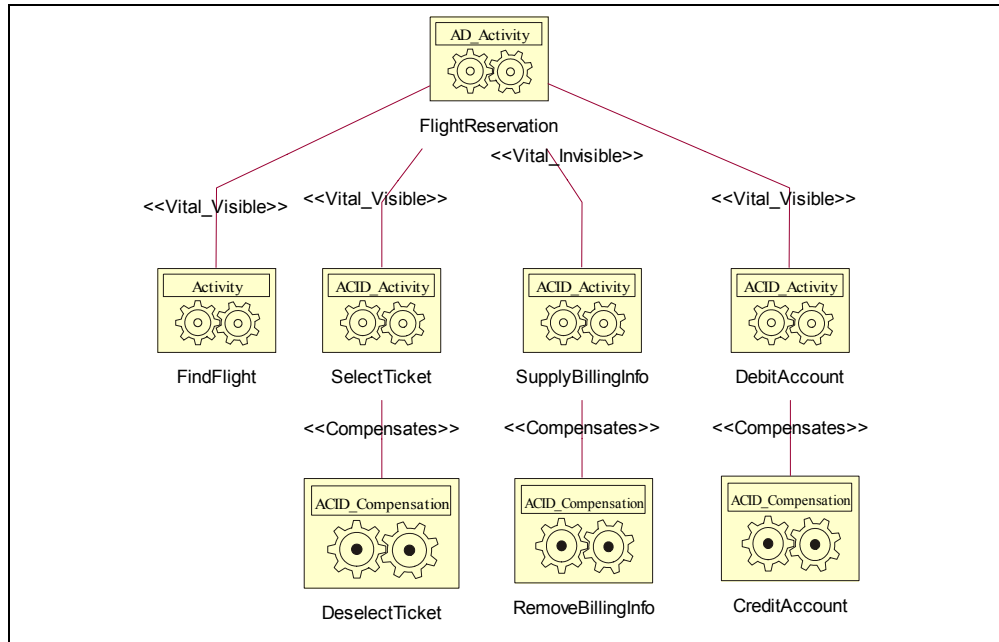 AD_Activity
FlightReservation
<<Vital_Visible>>
<<Vital_Visible>>
<<Vital_Invisible>>
<<Vital_Visible>>
Activity
ACID_Activity
ACID_Activity
ACID_Activity
FindFlight
SelectTicket
SupplyBillingInfo
DebitAccount
<<Compensates>>
<<Compensates>>
<<Compensates>>
ACID_Compensation
ACID_Compensation
ACID_Compensation
DeselectTicket
RemoveBillingInfo
CreditAccount